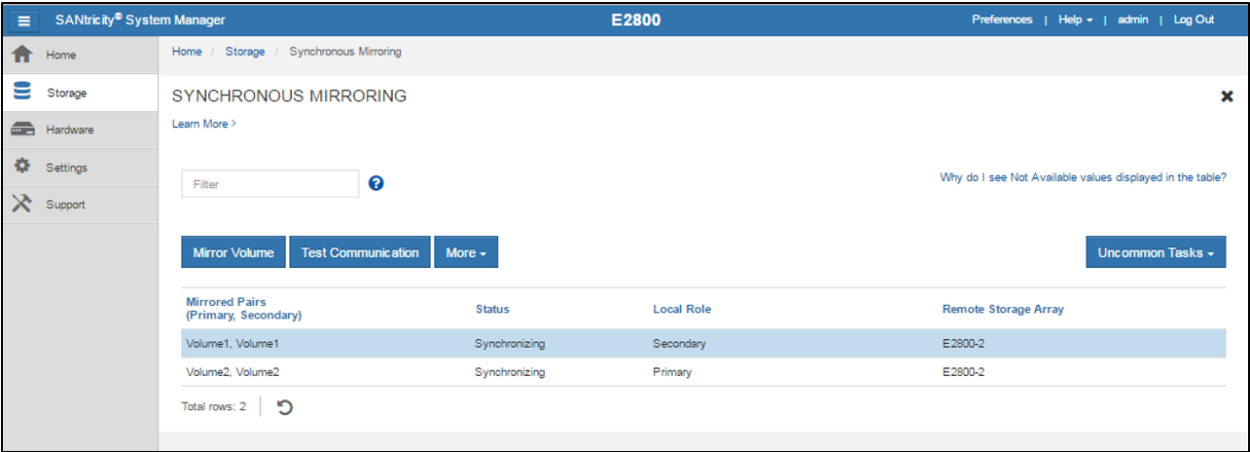 SANtricity® System Manager E2800 Preferences | Help | admin | Log Out
Home
Storage
Hardware
Settings
Support
Home / Storage / Synchronous Mirroring
SYNCHRONOUS MIRRORING
Learn More >
Filter
Why do I see Not Available values displayed in the table?
Mirror Volume Test Communication More Uncommon Tasks
Mirrored Pairs
(Primary, Secondary) Status Local Role Remote Storage Array
Volume1, Volume1 Synchronizing Secondary E2800-2
Volume2, Volume2 Synchronizing Primary E2800-2
Total rows: 2